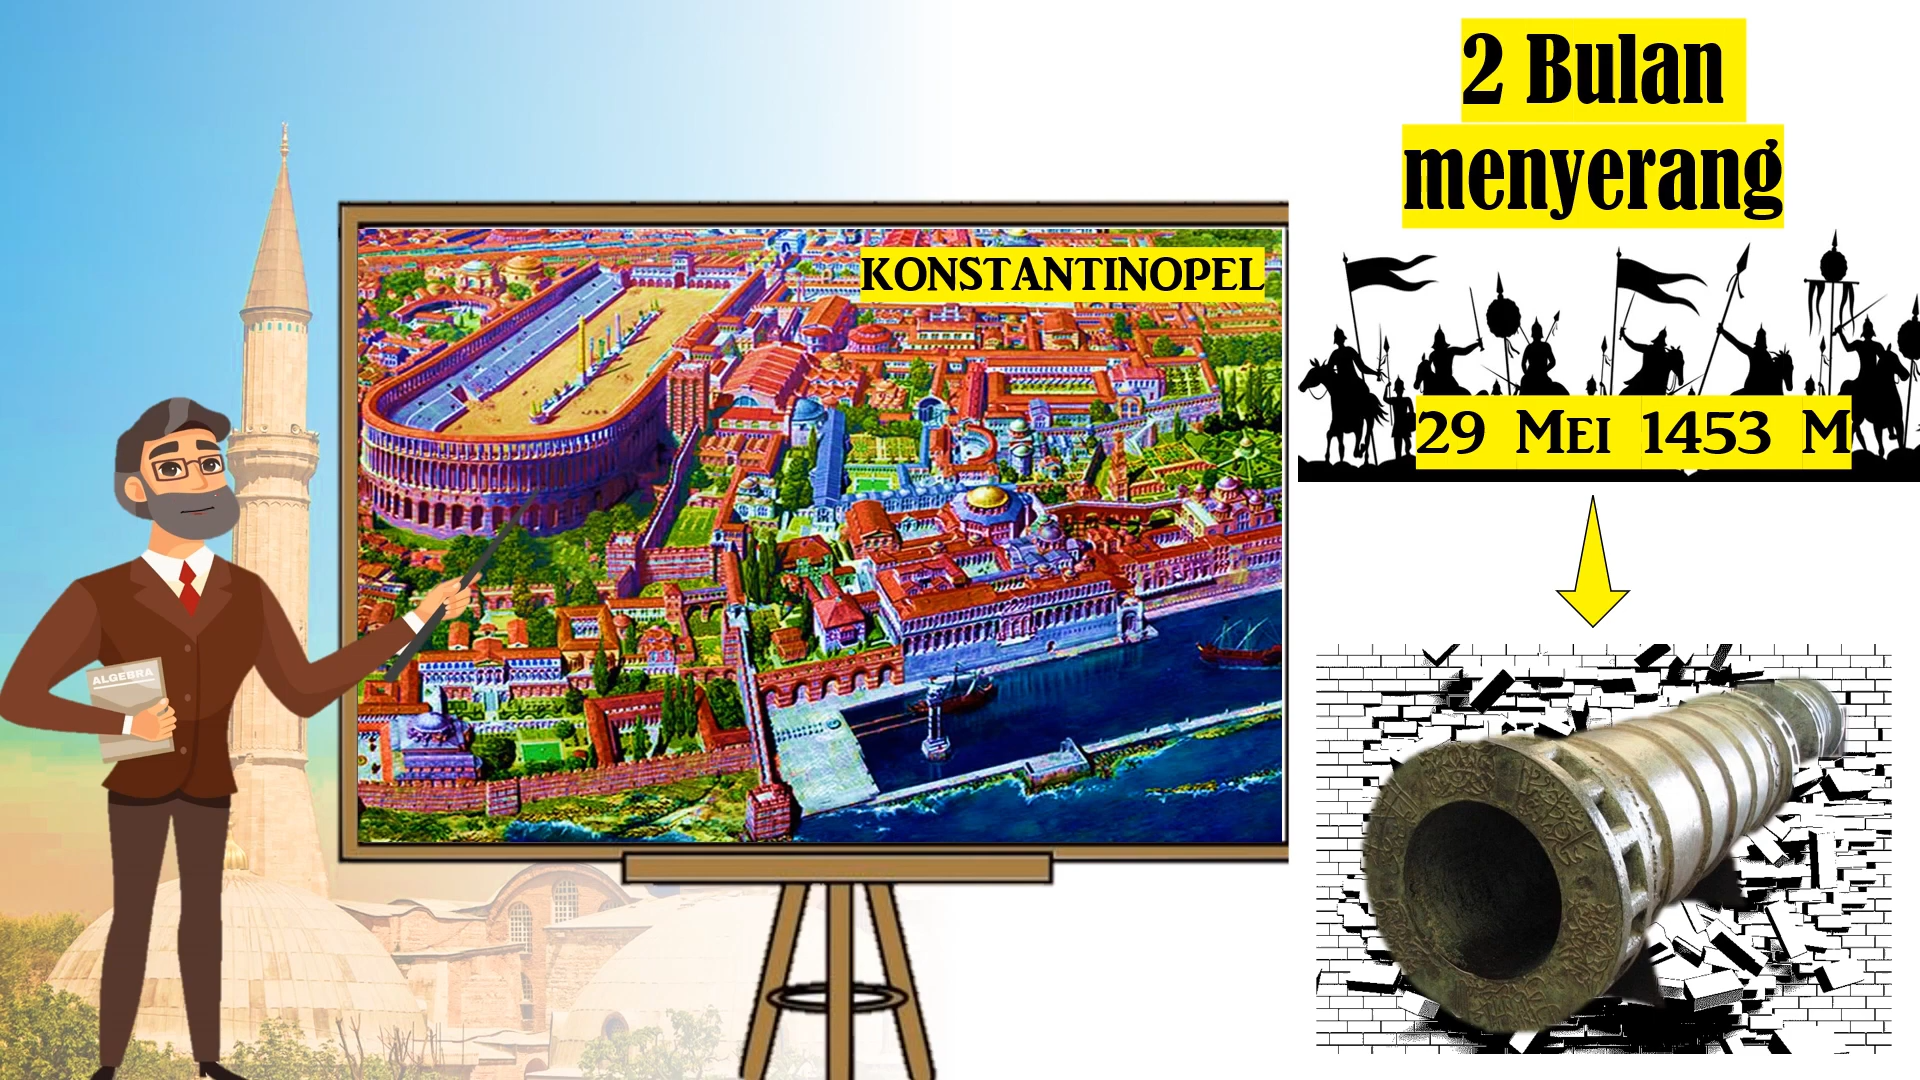 2 Bulan
menyerang
KONSTANTINOPEL
29 Mei 1453 M
ALGEBRA